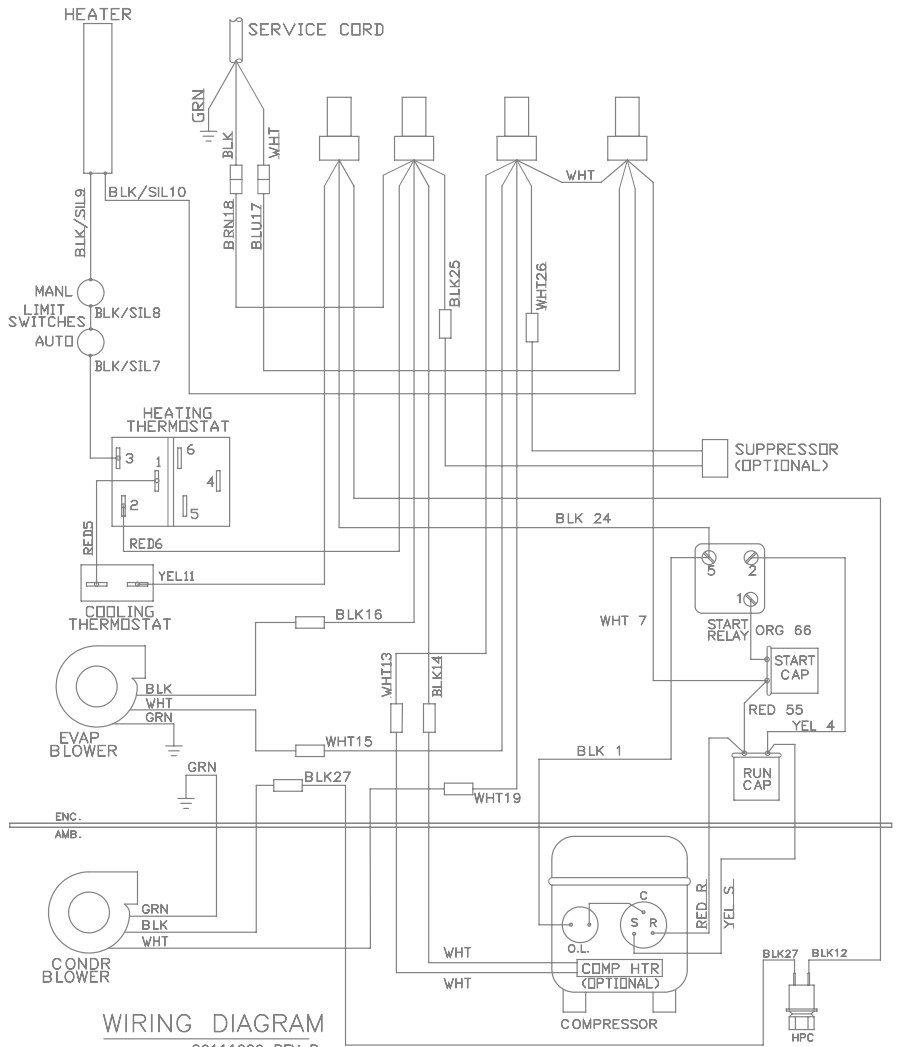 HEATER
SERVICE CORD
GRN
BLK
WHT
BLK/SIL9
BLK/SIL10
BRN18
BLU17
WHT
BLK25
WHT26
MANL
LIMIT
SWITCHES
BLK/SIL8
AUTO
BLK/SIL7
HEATING
THERMOSTAT
3
1
6
4
2
5
SUPPRESSOR
(OPTIONAL)
RED5
RED6
BLK 24
YEL11
COOLING
THERMOSTAT
5
2
1
START
RELAY
ORG 66
WHT 7
BLK16
START
CAP
WHT13
BLK14
BLK
WHT
GRN
EVAP
BLOWER
WHT15
RED 55
YEL 4
BLK 1
RUN
CAP
GRN
BLK27
WHT19
ENC.
AMB.
GRN
BLK
WHT
CONDR
BLOWER
C
S R
O.L.
RED R
YEL S
WHT
WHT
COMP HTR
(OPTIONAL)
COMPRESSOR
BLK27
BLK12
HPC
WIRING DIAGRAM